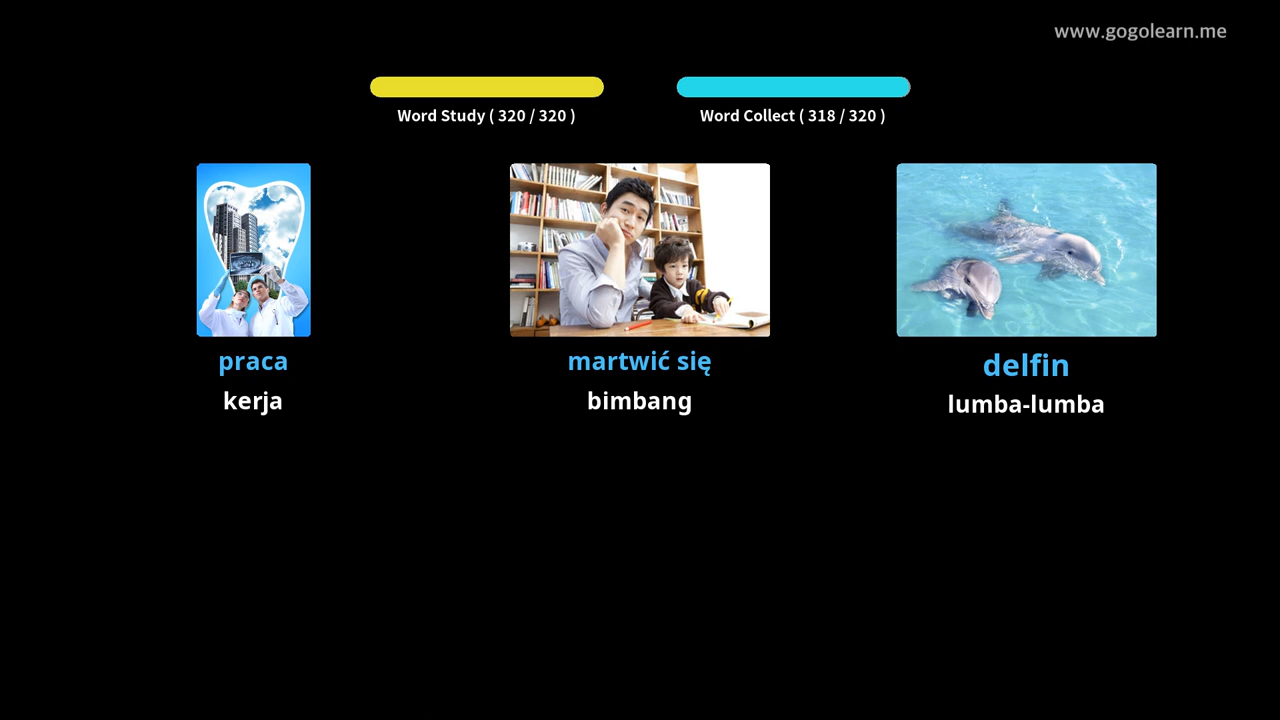 www.gogolearn.me
Word Study ( 320 / 320 )
Word Collect ( 318 / 320 )
praca
kerja
martwić się
bimbang
delfin
lumba-lumba